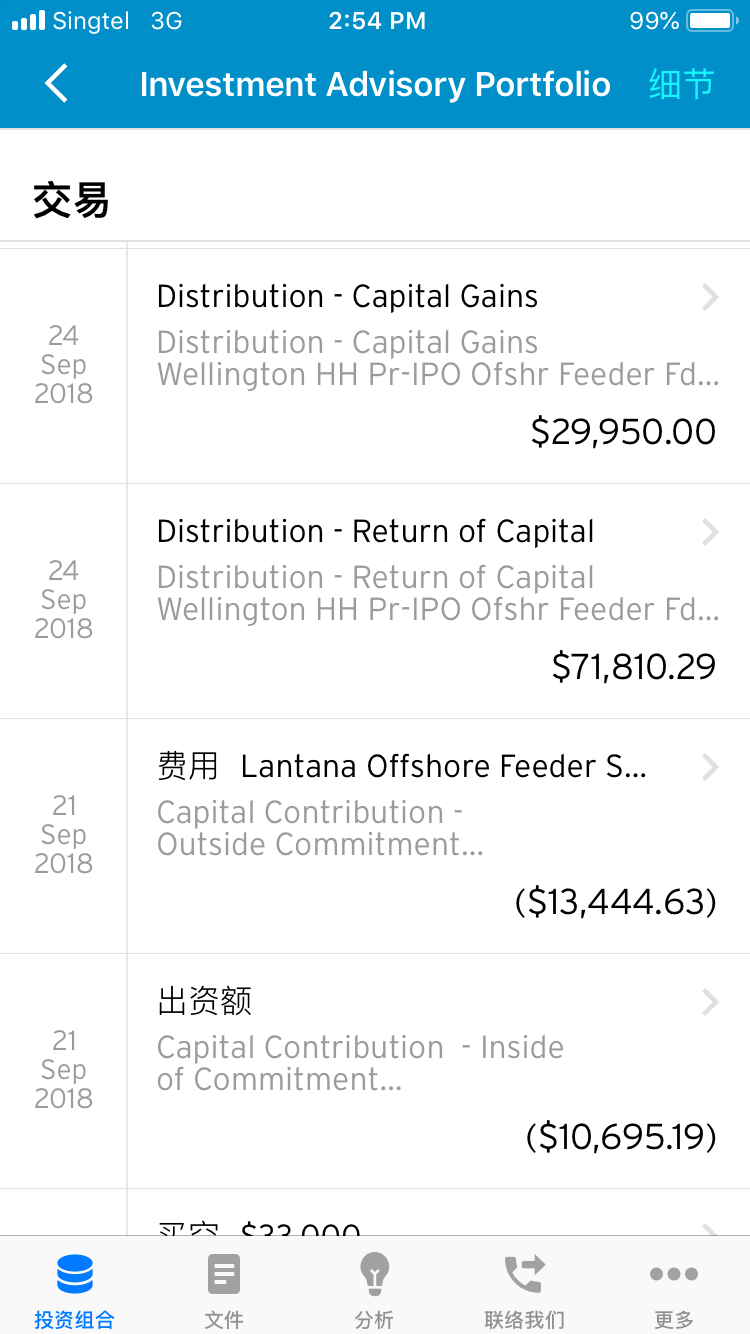 Singtel 3G 2:54 PM 99%
Investment Advisory Portfolio 细节
交易
Distribution - Capital Gains
24
Sep
2018
Distribution - Capital Gains
Wellington HH Pr-IPO Ofshr Feeder Fd...
$29,950.00
Distribution - Return of Capital
24
Sep
2018
Distribution - Return of Capital
Wellington HH Pr-IPO Ofshr Feeder Fd...
$71,810.29
费用 Lantana Offshore Feeder S...
21
Sep
2018
Capital Contribution -
Outside Commitment...
($13,444.63)
出资额
21
Sep
2018
Capital Contribution - Inside
of Commitment...
($10,695.19)
$33,000
投资组合 文件 分析 联络我们 更多